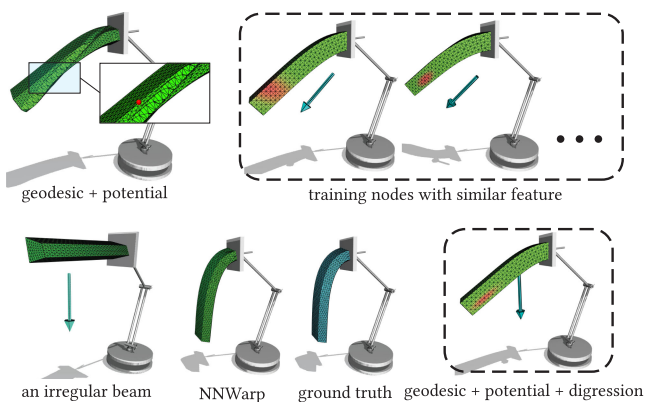 geodesic + potential
training nodes with similar feature
an irregular beam
NNWarp
ground truth
geodesic + potential + digression